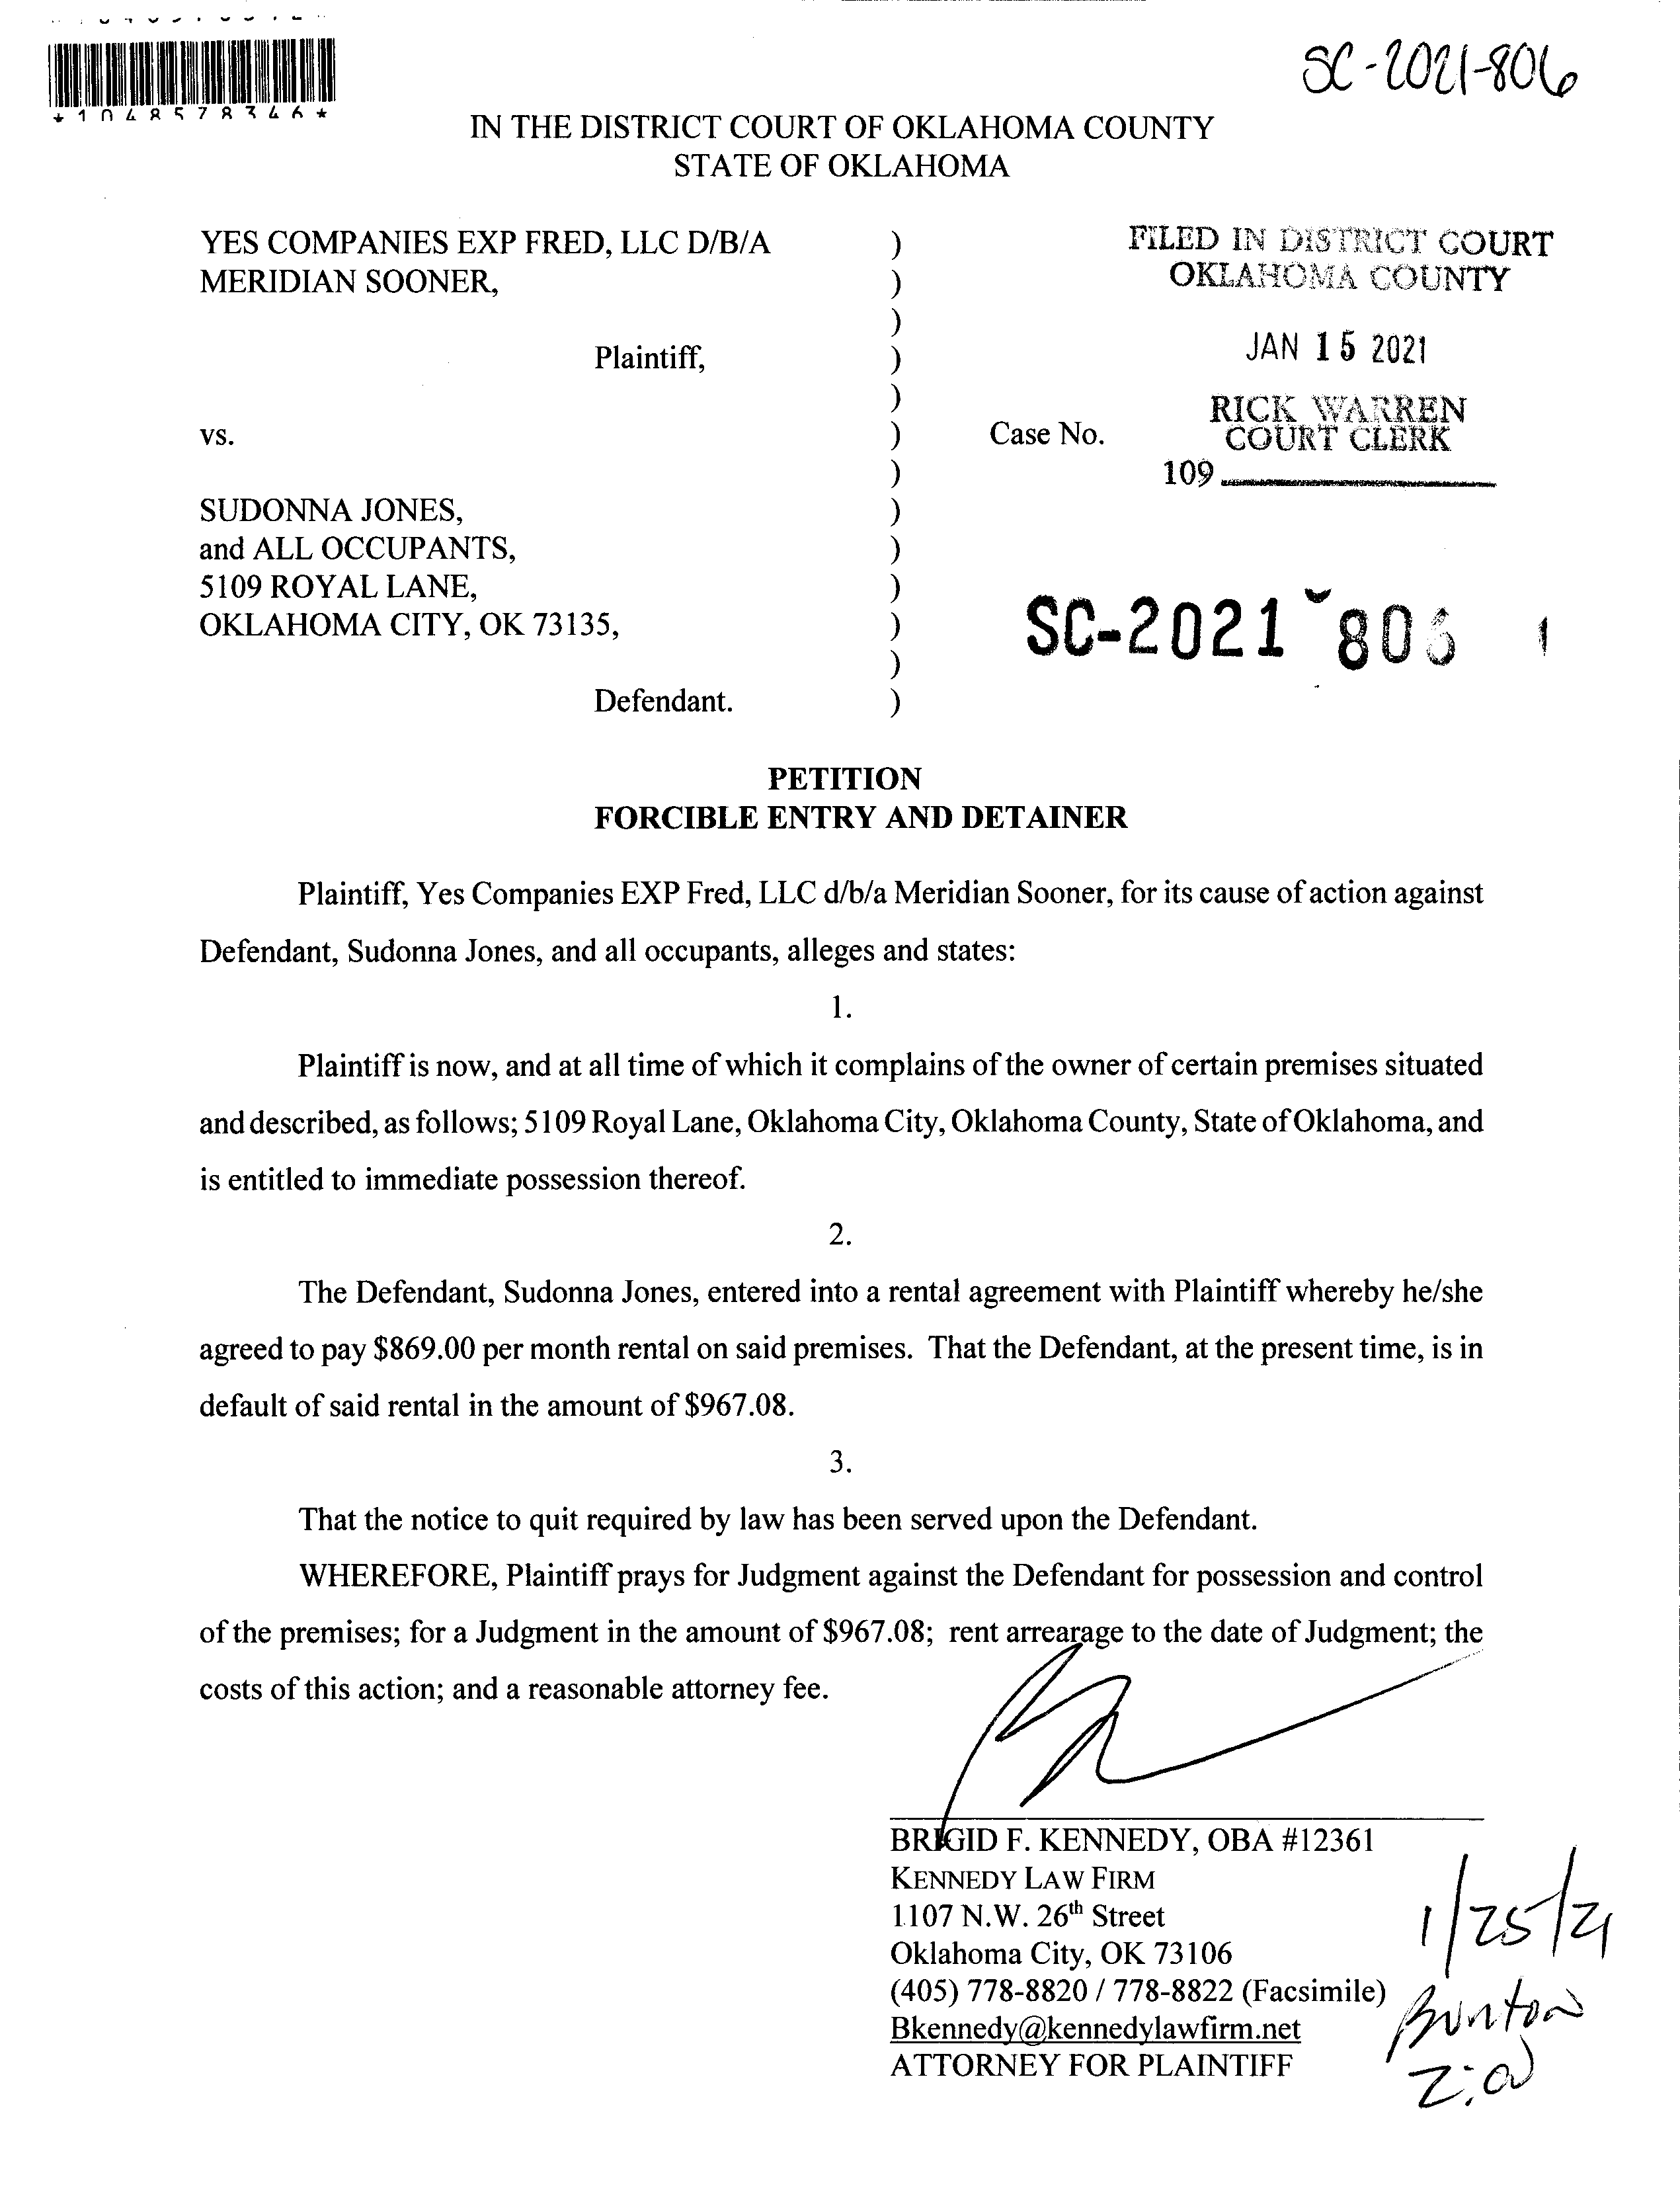 *1048578346*
SC-2021-806
IN THE DISTRICT COURT OF OKLAHOMA COUNTY
STATE OF OKLAHOMA
YES COMPANIES EXP FRED, LLC D/B/A
MERIDIAN SOONER,
Plaintiff,
vs.
SUDONNA JONES,
and ALL OCCUPANTS,
5109 ROYAL LANE,
OKLAHOMA CITY, OK 73135,
Defendant.
)
)
)
)
)
)
)
)
)
)
)
)
)
FILED IN DISTRICT COURT
OKLAHOMA COUNTY
JAN 15 2021
RICK WARREN
COURT CLERK
Case No.
109
SC-2021 806
PETITION
FORCIBLE ENTRY AND DETAINER
Plaintiff, Yes Companies EXP Fred, LLC d/b/a Meridian Sooner, for its cause of action against
Defendant, Sudonna Jones, and all occupants, alleges and states:
1.
Plaintiff is now, and at all time of which it complains of the owner of certain premises situated
and described, as follows; 5109 Royal Lane, Oklahoma City, Oklahoma County, State of Oklahoma, and
is entitled to immediate possession thereof.
2.
The Defendant, Sudonna Jones, entered into a rental agreement with Plaintiff whereby he/she
agreed to pay $869.00 per month rental on said premises. That the Defendant, at the present time, is in
default of said rental in the amount of $967.08.
3.
That the notice to quit required by law has been served upon the Defendant.
WHEREFORE, Plaintiff prays for Judgment against the Defendant for possession and control
of the premises; for a Judgment in the amount of $967.08; rent arrearage to the date of Judgment; the
costs of this action; and a reasonable attorney fee.
BRIGID F. KENNEDY, OBA #12361
KENNEDY LAW FIRM
1107 N.W. 26th Street
Oklahoma City, OK 73106
(405) 778-8820 / 778-8822 (Facsimile)
Bkennedy@kennedylawfirm.net
ATTORNEY FOR PLAINTIFF
1/25/21